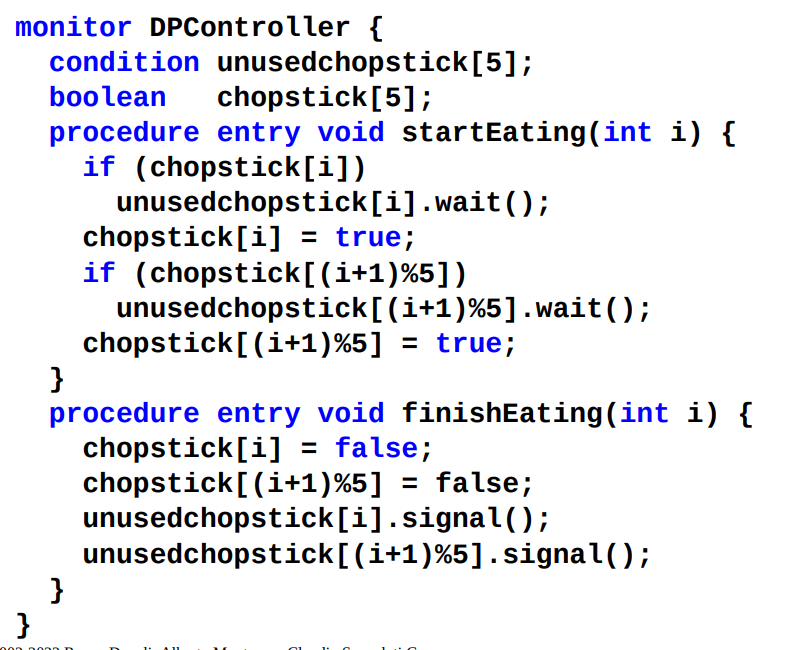 monitor DPController {
  condition unusedchopstick[5];
  boolean   chopstick[5];
  procedure entry void startEating(int i) {
    if (chopstick[i])
      unusedchopstick[i].wait();
    chopstick[i] = true;
    if (chopstick[(i+1)%5])
      unusedchopstick[(i+1)%5].wait();
    chopstick[(i+1)%5] = true;
  }
  procedure entry void finishEating(int i) {
    chopstick[i] = false;
    chopstick[(i+1)%5] = false;
    unusedchopstick[i].signal();
    unusedchopstick[(i+1)%5].signal();
  }
}